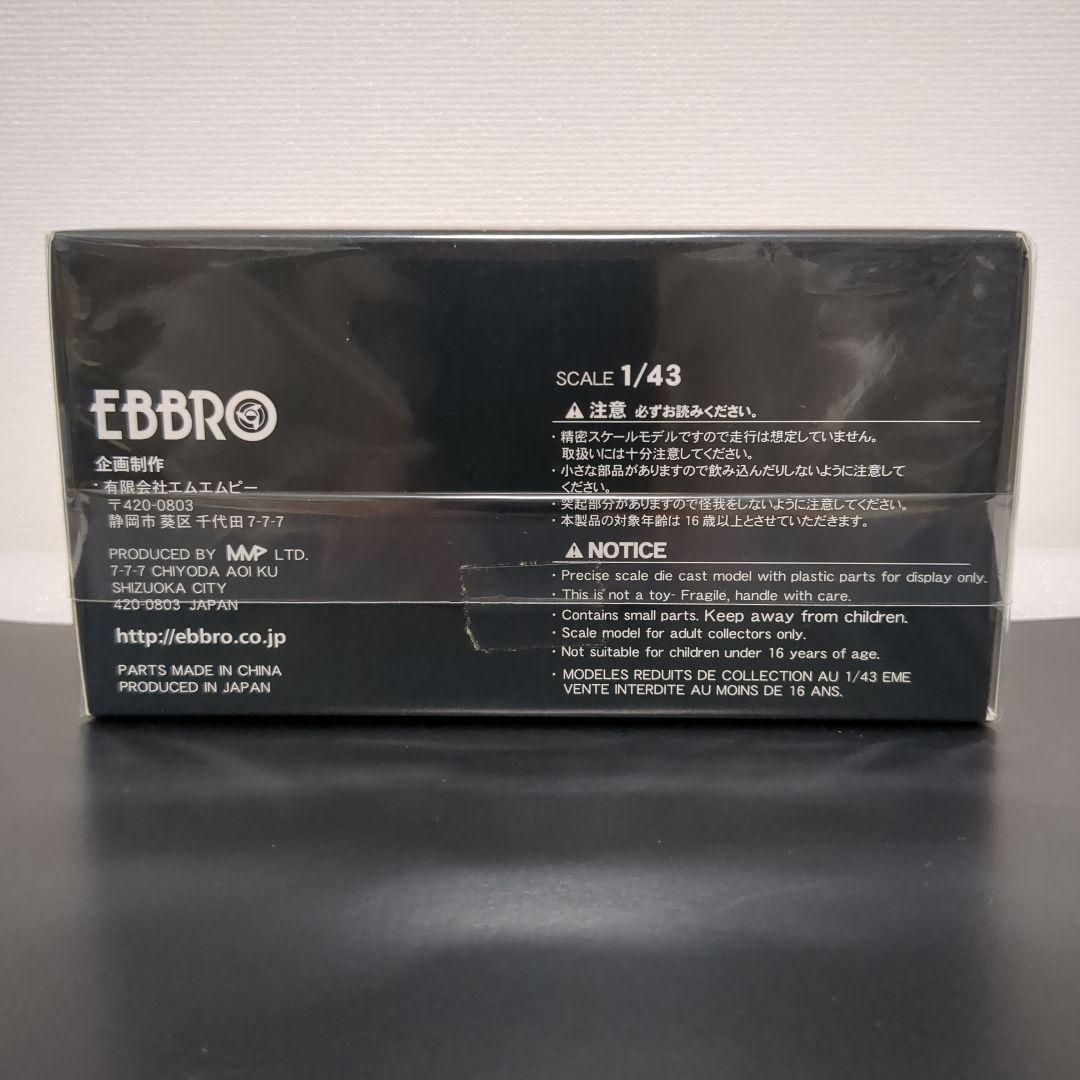 EBBRO
企画制作
・有限会社エムエムピー
〒420-0803
静岡市 葵区 千代田 7-7-7
PRODUCED BY MMP LTD.
7-7-7 CHIYODA AOI KU
SHIZUOKA CITY
420-0803 JAPAN
http://ebbro.co.jp
PARTS MADE IN CHINA
PRODUCED IN JAPAN
SCALE 1/43
⚠ 注意 必ずお読みください。
・精密スケールモデルですので走行は想定していません。
取扱いには十分注意してください。
・小さな部品がありますので飲み込んだりしないように注意して
ください。
・突起部分がありますので怪我をしないように注意してください。
・本製品の対象年齢は 16 歳以上とさせていただきます。
⚠ NOTICE
・Precise scale die cast model with plastic parts for display only.
・This is not a toy- Fragile, handle with care.
・Contains small parts. Keep away from children.
・Scale model for adult collectors only.
・Not suitable for children under 16 years of age.
・MODELES REDUITS DE COLLECTION AU 1/43 EME
VENTE INTERDITE AU MOINS DE 16 ANS.